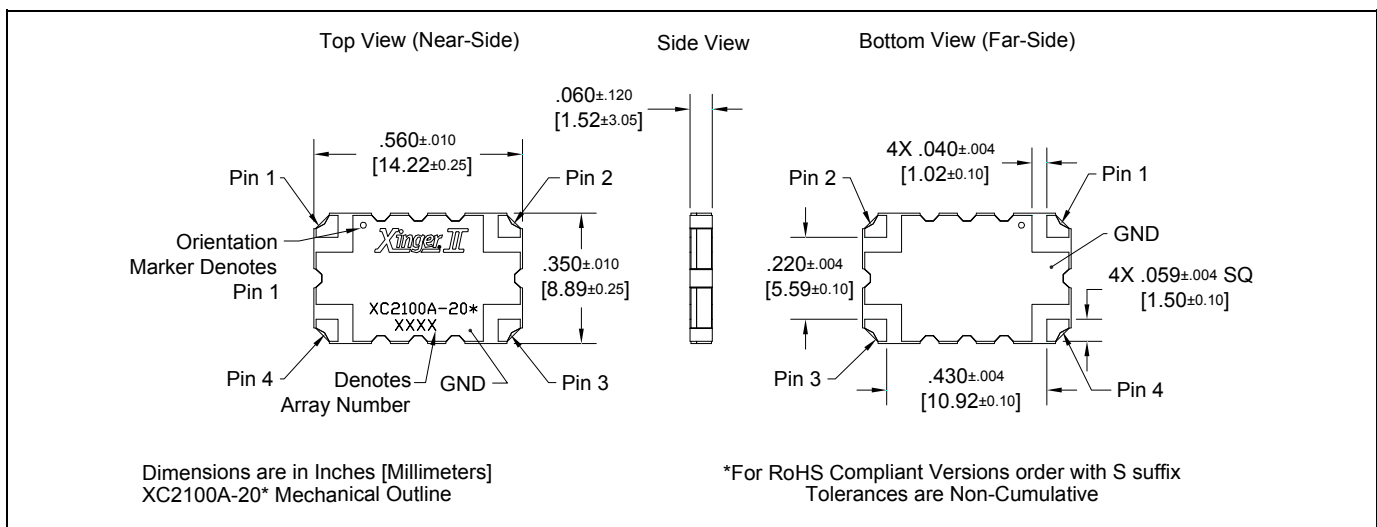 Top View (Near-Side)
Side View
Bottom View (Far-Side)
.060±.120
[1.52±3.05]
.560±.010
[14.22±0.25]
4X .040±.004
[1.02±0.10]
Pin 1
Pin 2
Pin 2
Pin 1
Orientation
Marker Denotes
Pin 1
Xinger II
GND
.350±.010
[8.89±0.25]
.220±.004
[5.59±0.10]
4X .059±.004 SQ
[1.50±0.10]
XC2100A-20*
XXXX
Pin 4
Denotes
Array Number
GND
Pin 3
Pin 3
.430±.004
[10.92±0.10]
Pin 4
Dimensions are in Inches [Millimeters]
XC2100A-20* Mechanical Outline
*For RoHS Compliant Versions order with S suffix
Tolerances are Non-Cumulative